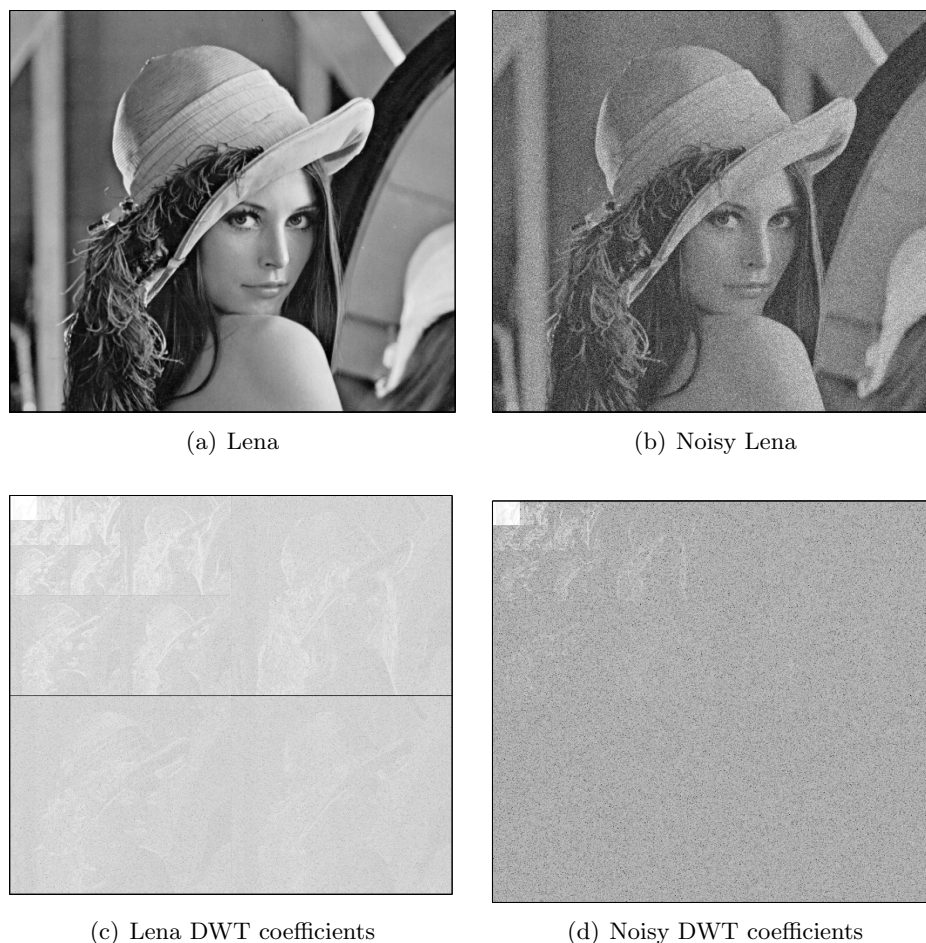 (a) Lena
(b) Noisy Lena
(c) Lena DWT coefficients
(d) Noisy DWT coefficients